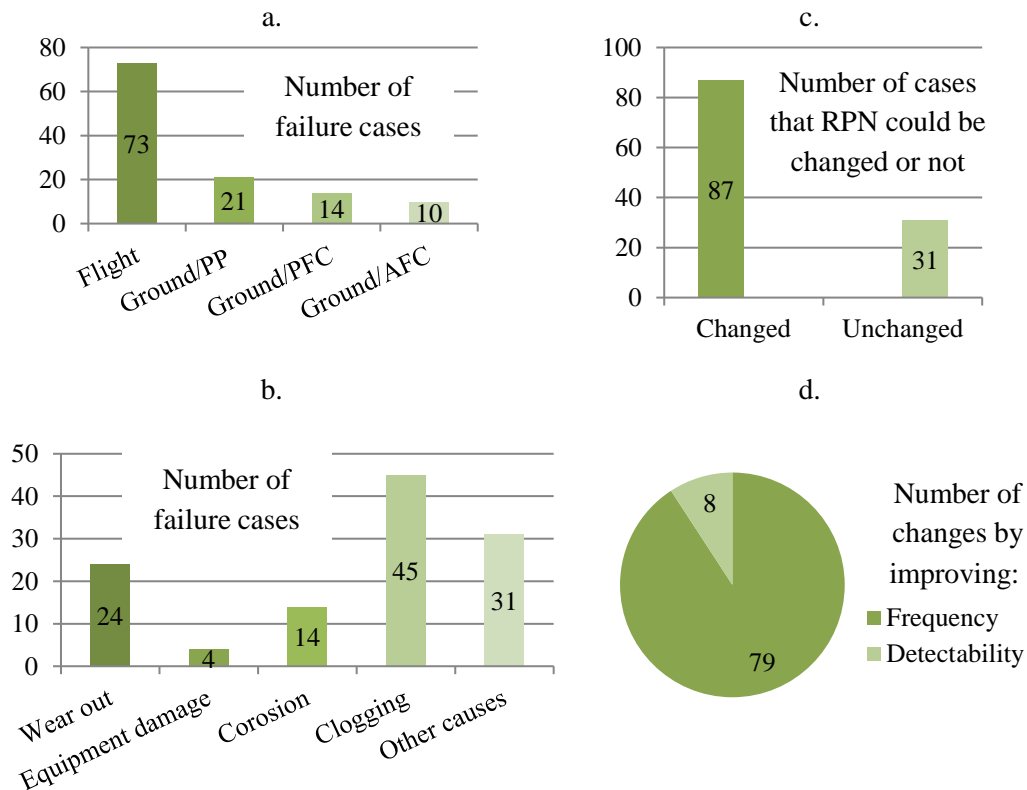 a.
80
60
40
20
0
Number of
failure cases
73
21
14
10
Flight
Ground/PP
Ground/PFC
Ground/AFC
c.
100
80
60
40
20
0
Number of cases
that RPN could be
changed or not
87
31
Changed
Unchanged
b.
50
40
30
20
10
0
Number of
failure cases
24
4
14
45
31
Wear out
Equipment damage
Corosion
Clogging
Other causes
d.
8
79
Number of
changes by
improving:
Frequency
Detectability